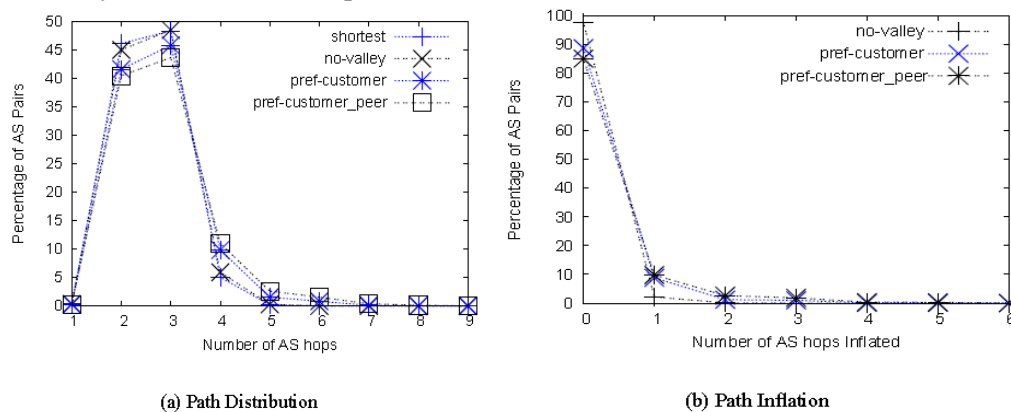 shortest
no-valley
pref-customer
pref-customer_peer
50
45
40
35
30
25
20
15
10
5
0
1 2 3 4 5 6 7 8 9
Percentage of AS Pairs
Number of AS hops
(a) Path Distribution
no-valley
pref-customer
pref-customer_peer
100
90
80
70
60
50
40
30
20
10
0
0 1 2 3 4 5 6
Percentage of AS Pairs
Number of AS hops Inflated
(b) Path Inflation